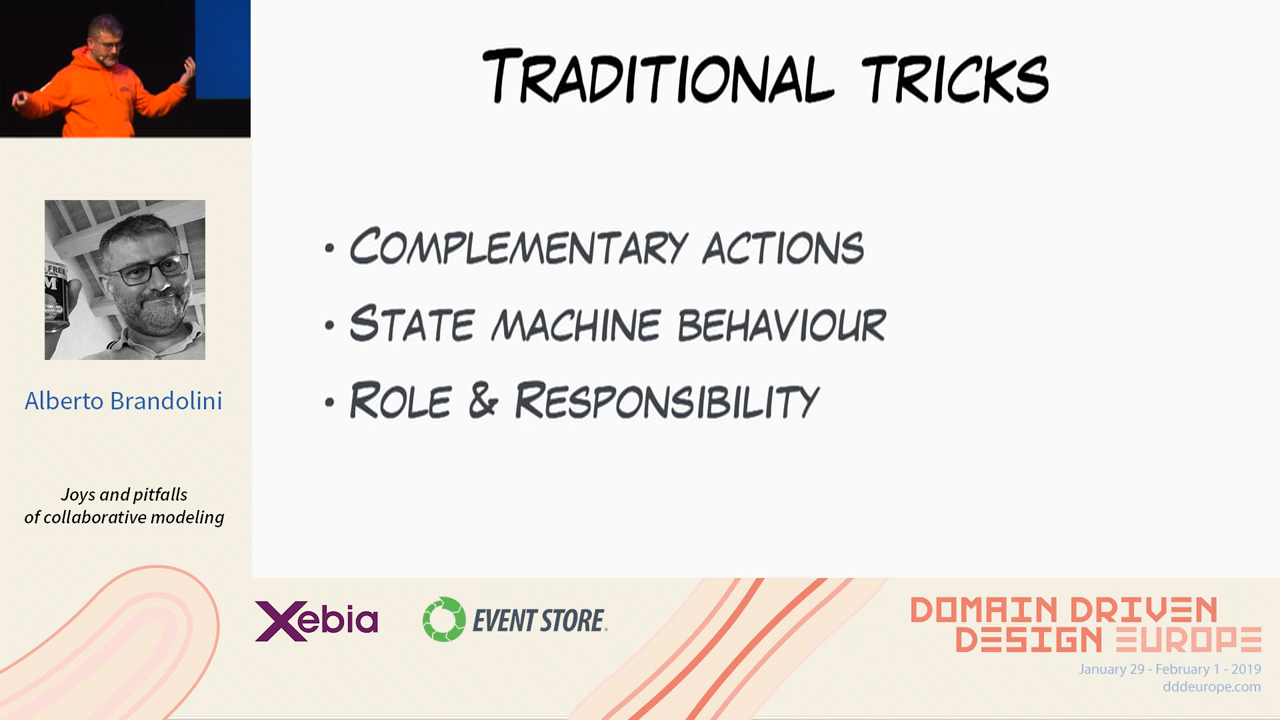 TRADITIONAL TRICKS
• COMPLEMENTARY ACTIONS
• STATE MACHINE BEHAVIOUR
• ROLE & RESPONSIBILITY
Alberto Brandolini
Joys and pitfalls
of collaborative modeling
Xebia
EVENT STORE
DOMAIN DRIVEN
DESIGN EUROPE
January 29 - February 1 - 2019
dddeurope.com